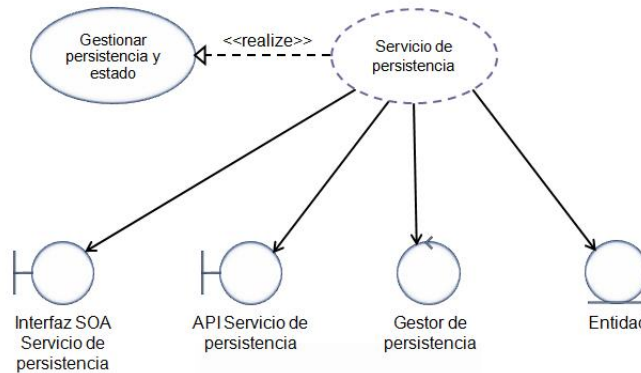 Gestionar
persistencia y
estado
<<realize>>
Servicio de
persistencia
Interfaz SOA
Servicio de
persistencia
API Servicio de
persistencia
Gestor de
persistencia
Entidad